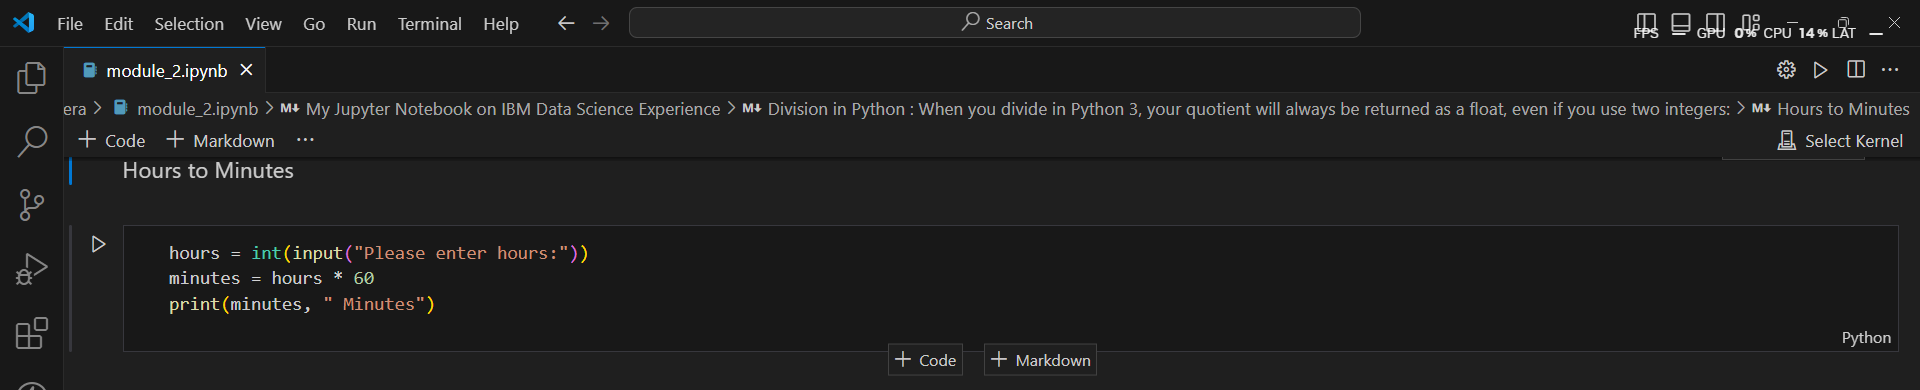 File Edit Selection View Go Run Terminal Help Search
FPS GPU 0% CPU 14% LAT
module_2.ipynb
era > module_2.ipynb > M↓ My Jupyter Notebook on IBM Data Science Experience > M↓ Division in Python : When you divide in Python 3, your quotient will always be returned as a float, even if you use two integers: > M↓ Hours to Minutes
+ Code + Markdown ... Select Kernel
Hours to Minutes
hours = int(input("Please enter hours:"))
minutes = hours * 60
print(minutes, " Minutes")
Python
+ Code + Markdown